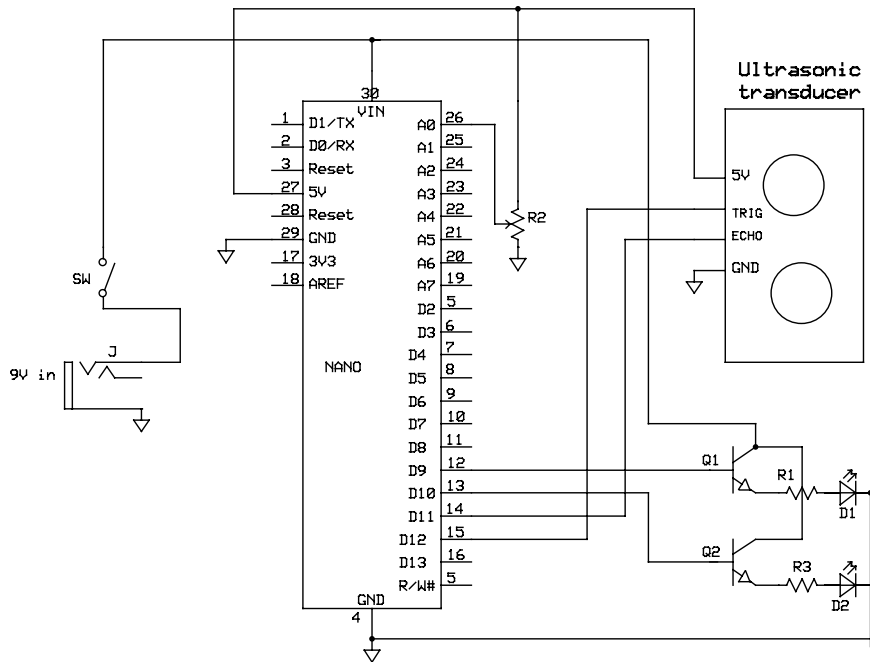 Ultrasonic
transducer
30
VIN
1 D1/TX
2 D0/RX
3 Reset
27 5V
28 Reset
29 GND
17 3V3
18 AREF
A0 26
A1 25
A2 24
A3 23
A4 22
A5 21
A6 20
A7 19
D2 5
D3 6
D4 7
D5 8
D6 9
D7 10
D8 11
D9 12
D10 13
D11 14
D12 15
D13 16
R/W# 5
NANO
GND
4
R2
5V
TRIG
ECHO
GND
SW
J
9V in
Q1
R1
D1
Q2
R3
D2